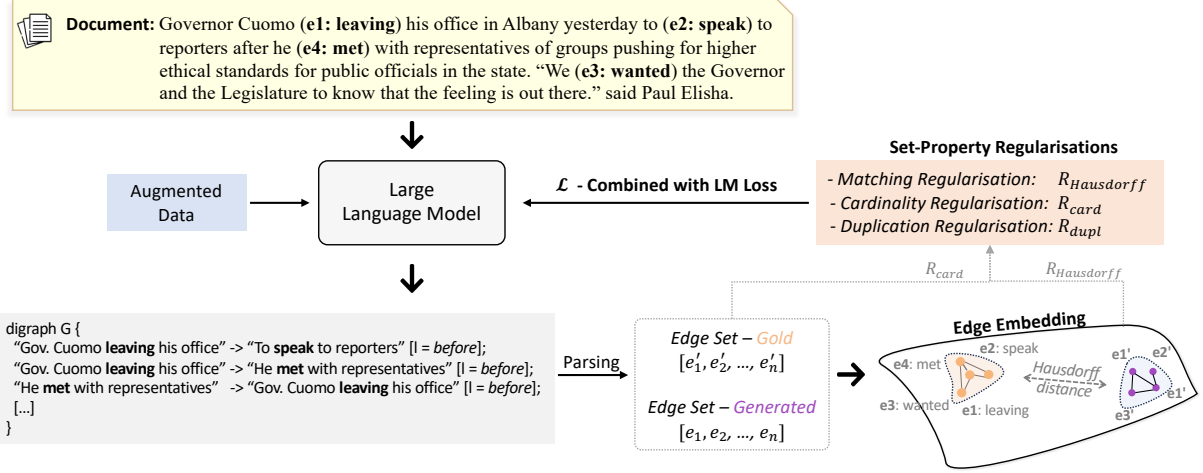 Document: Governor Cuomo (e1: leaving) his office in Albany yesterday to (e2: speak) to
reporters after he (e4: met) with representatives of groups pushing for higher
ethical standards for public officials in the state. “We (e3: wanted) the Governor
and the Legislature to know that the feeling is out there.” said Paul Elisha.
Augmented
Data
Large
Language Model
ℒ - Combined with LM Loss
Set-Property Regularisations
- Matching Regularisation: R_Hausdorff
- Cardinality Regularisation: R_card
- Duplication Regularisation: R_dupl
R_card
R_Hausdorff
digraph G {
“Gov. Cuomo leaving his office” -> “To speak to reporters” [l = before];
“Gov. Cuomo leaving his office” -> “He met with representatives” [l = before];
“He met with representatives” -> “Gov. Cuomo leaving his office” [l = before];
[...]
}
Parsing
Edge Set – Gold
[e₁′, e₂′, ..., eₙ′]
Edge Set – Generated
[e₁, e₂, ..., eₙ]
Edge Embedding
e2: speak
e4: met
e3: wanted
e1: leaving
Hausdorff
distance
e1'
e2'
e1'
e3'